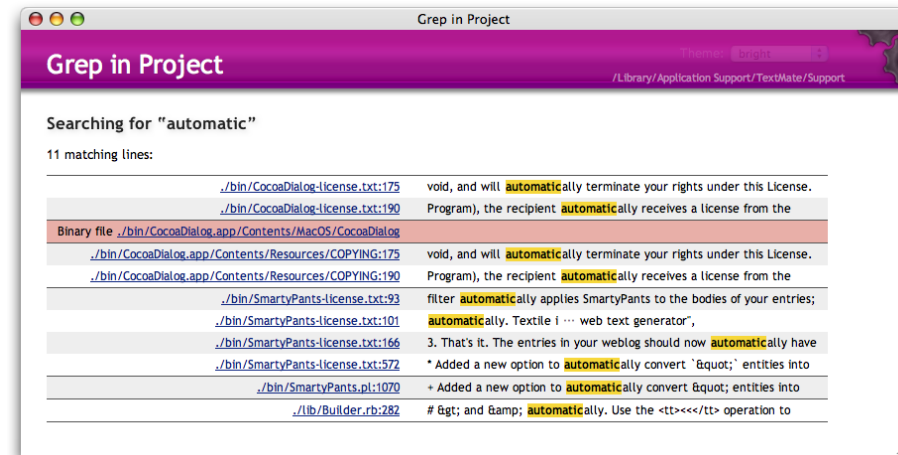 Grep in Project
Grep in Project
Theme: bright
/Library/Application Support/TextMate/Support
Searching for “automatic”
11 matching lines:
./bin/CocoaDialog-license.txt:175 void, and will automatically terminate your rights under this License.
./bin/CocoaDialog-license.txt:190 Program), the recipient automatically receives a license from the
Binary file ./bin/CocoaDialog.app/Contents/MacOS/CocoaDialog
./bin/CocoaDialog.app/Contents/Resources/COPYING:175 void, and will automatically terminate your rights under this License.
./bin/CocoaDialog.app/Contents/Resources/COPYING:190 Program), the recipient automatically receives a license from the
./bin/SmartyPants-license.txt:93 filter automatically applies SmartyPants to the bodies of your entries;
./bin/SmartyPants-license.txt:101 automatically. Textile i ··· web text generator",
./bin/SmartyPants-license.txt:166 3. That's it. The entries in your weblog should now automatically have
./bin/SmartyPants-license.txt:572 * Added a new option to automatically convert `&quot;` entities into
./bin/SmartyPants.pl:1070 + Added a new option to automatically convert &quot; entities into
./lib/Builder.rb:282 # &gt; and &amp; automatically. Use the <tt><<</tt> operation to